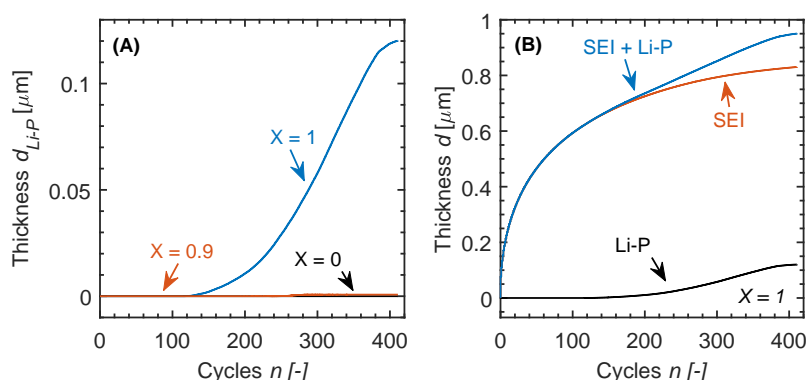 (A)
Thickness d_Li-P [μm]
0.1
0.05
0
X = 1
X = 0.9
X = 0
0 100 200 300 400
Cycles n [-]
(B)
Thickness d [μm]
1
0.8
0.6
0.4
0.2
0
SEI + Li-P
SEI
Li-P
X = 1
0 100 200 300 400
Cycles n [-]